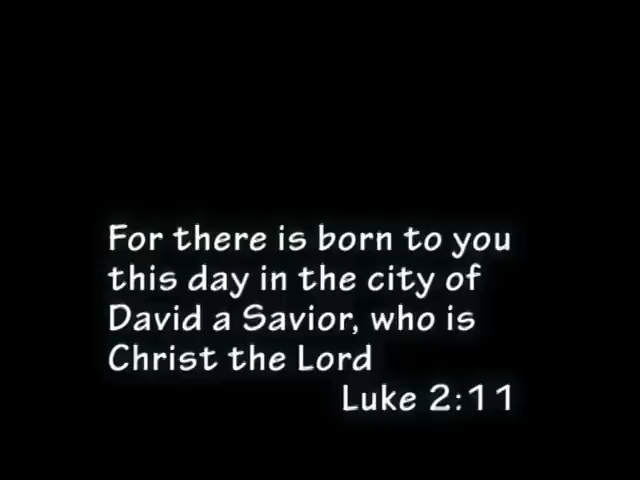 For there is born to you
this day in the city of
David a Savior, who is
Christ the Lord
Luke 2:11